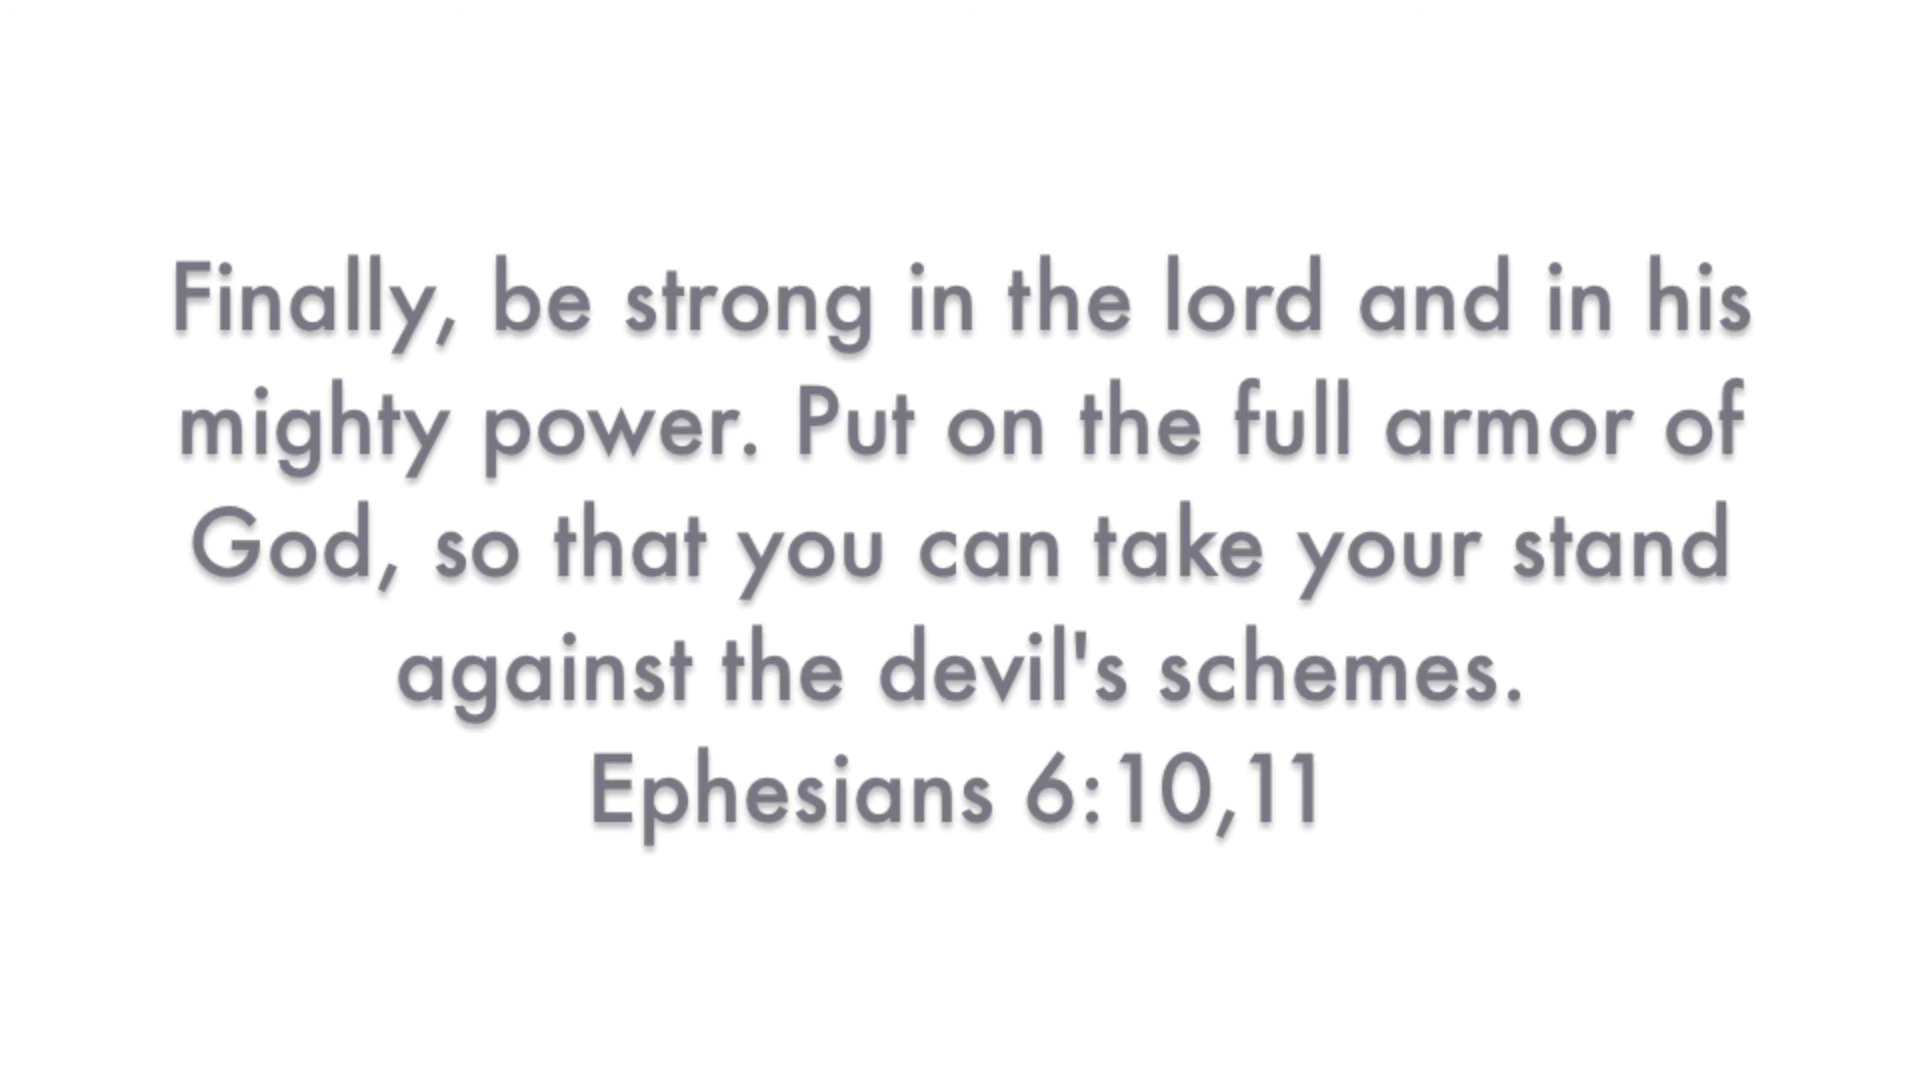 Finally, be strong in the lord and in his
mighty power. Put on the full armor of
God, so that you can take your stand
against the devil's schemes.
Ephesians 6:10,11